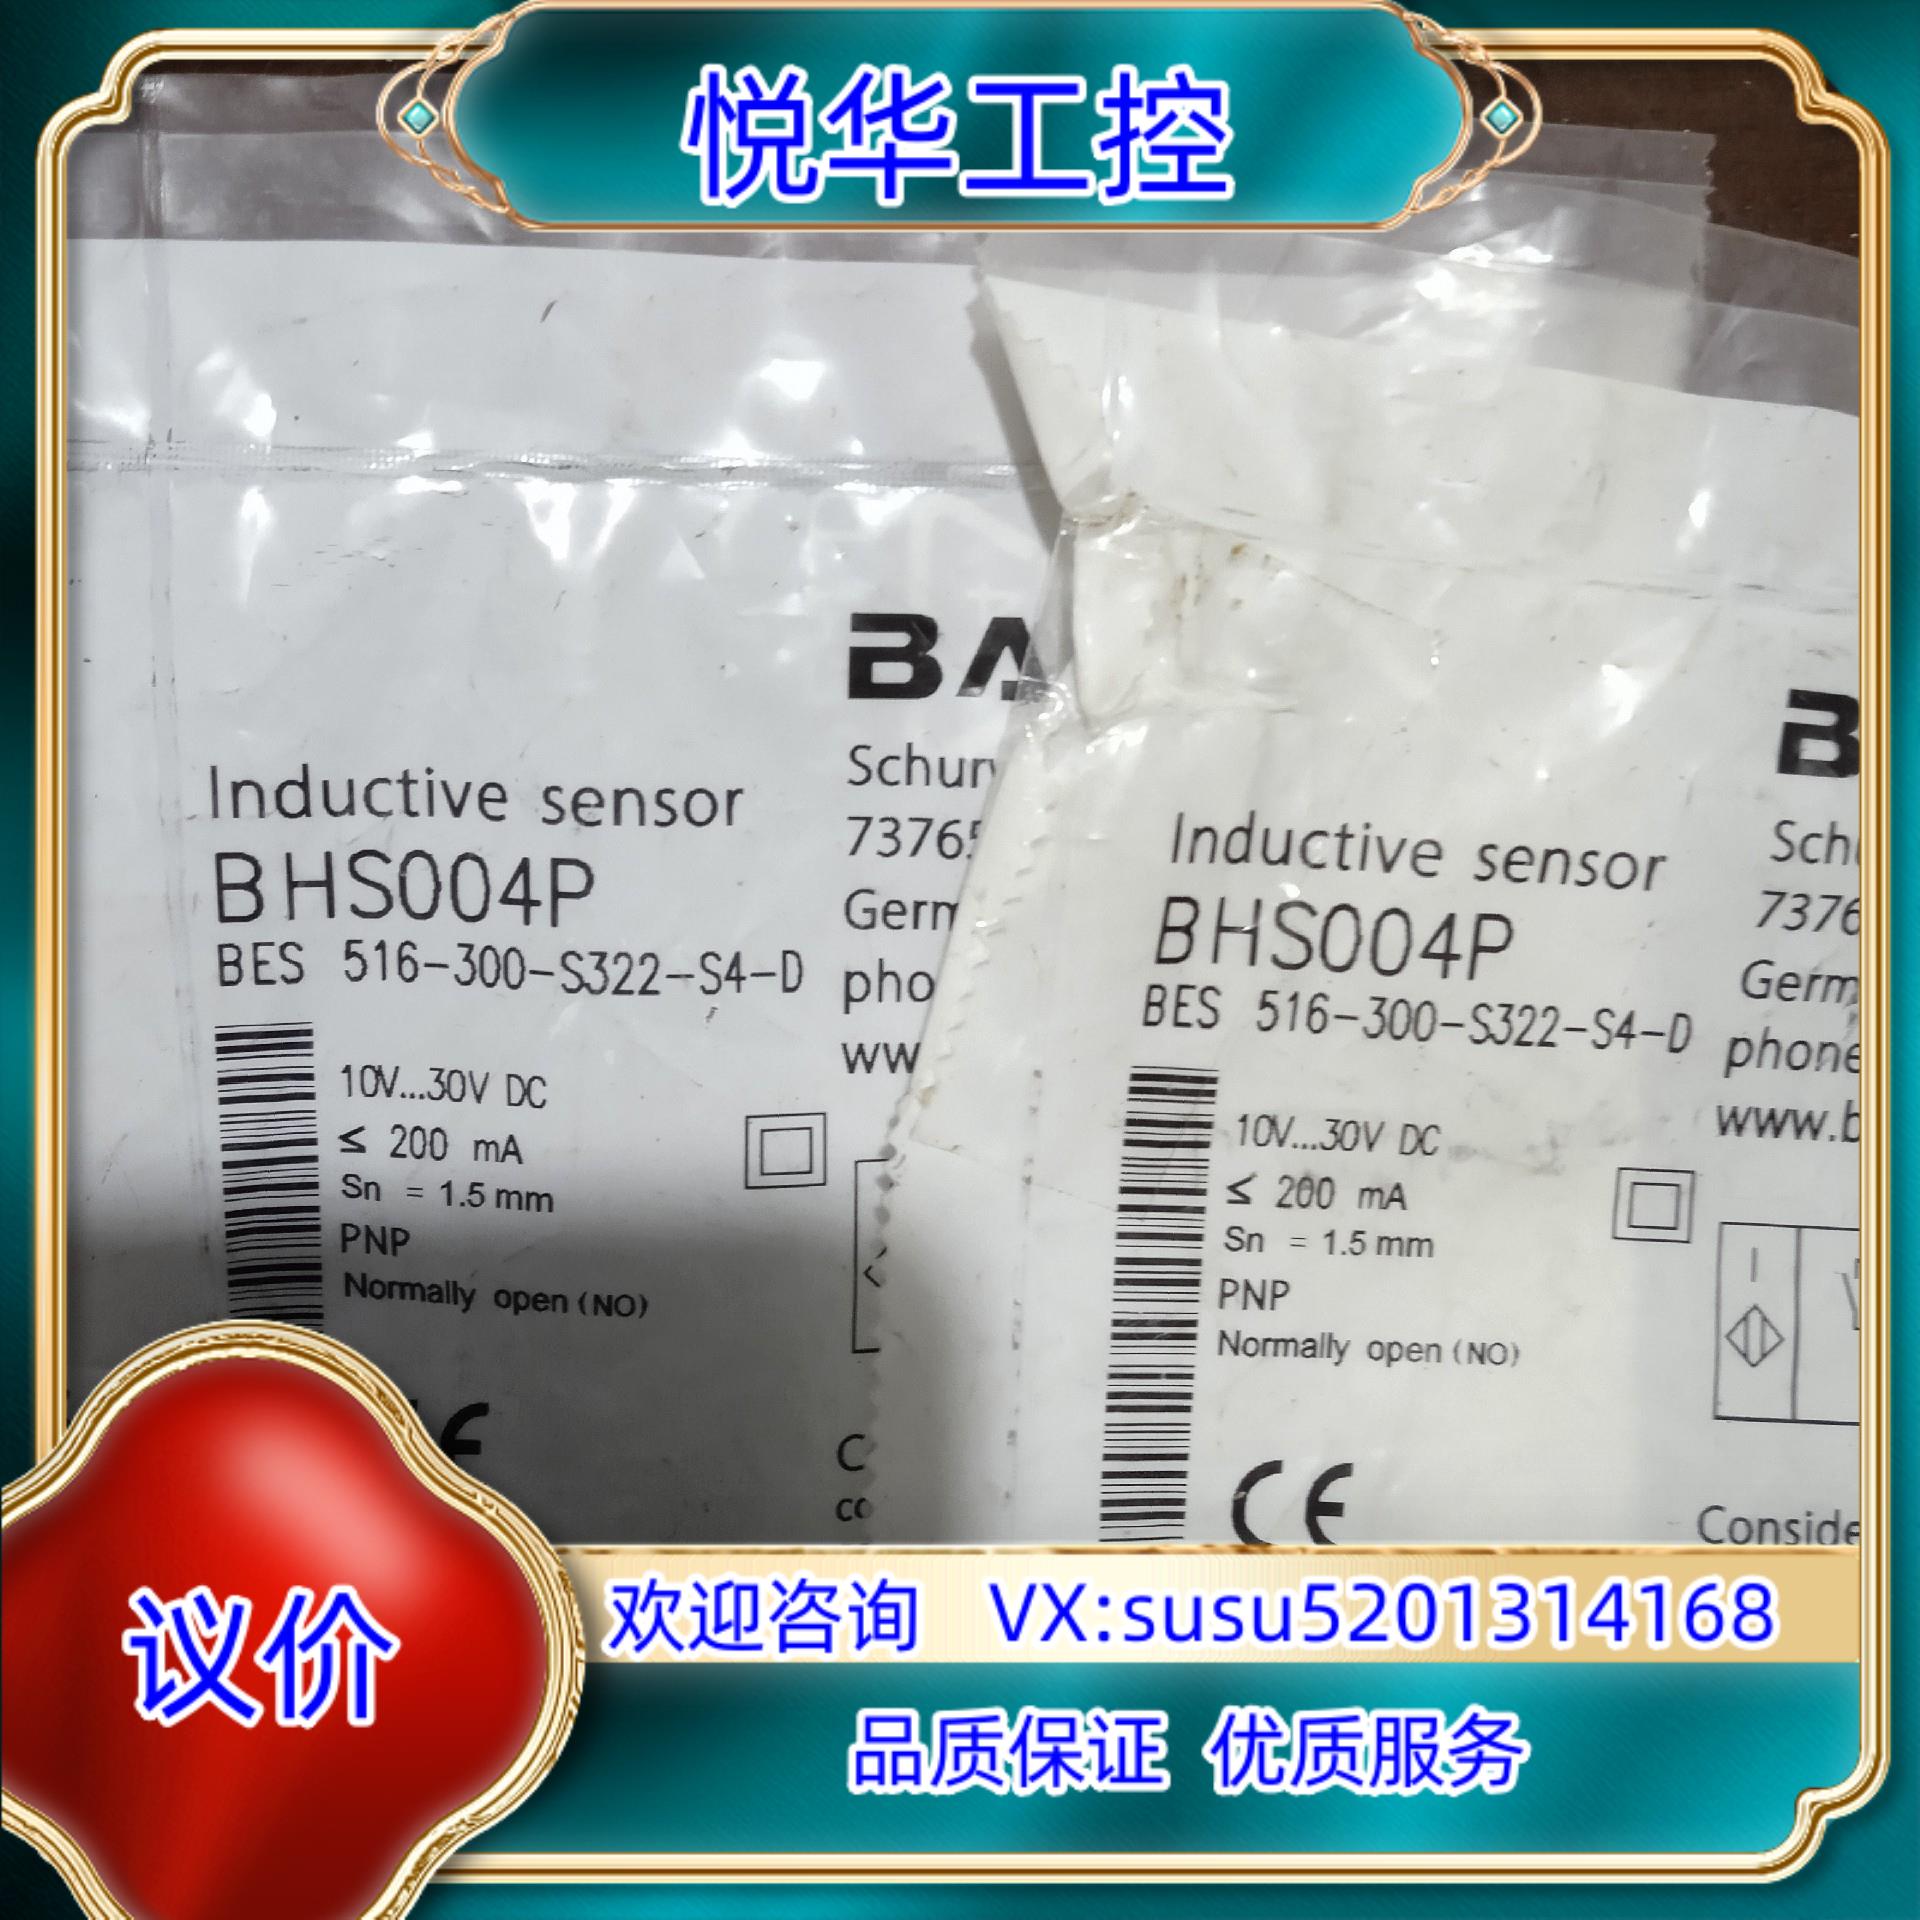 悦华工控
BA
Inductive sensor
BHS004P
BES 516-300-S322-S4-D
10V...30V DC
≤ 200 mA
Sn = 1.5 mm
PNP
Normally open (NO)
Schur
7376
Germ
pho
ww
C
co
B
Inductive sensor
BHS004P
BES 516-300-S322-S4-D
10V...30V DC
≤ 200 mA
Sn = 1.5 mm
PNP
Normally open (NO)
CE
Sch
7376
Germ
phone
www.b
Conside
议价
欢迎咨询 VX:susu5201314168
品质保证 优质服务